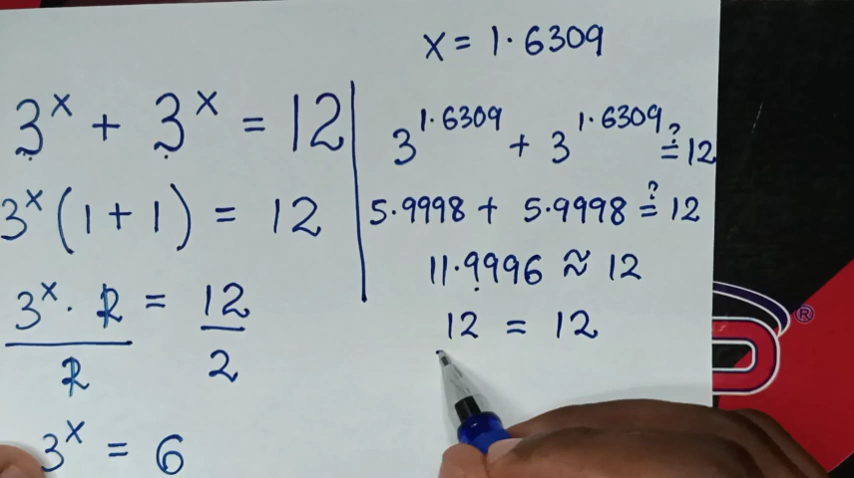 3^x + 3^x = 12
3^x (1 + 1) = 12
3^x · 2 / 2 = 12 / 2
3^x = 6
x = 1.6309
3^1.6309 + 3^1.6309 ≟ 12
5.9998 + 5.9998 ≟ 12
11.9996 ≈ 12
12 = 12
®